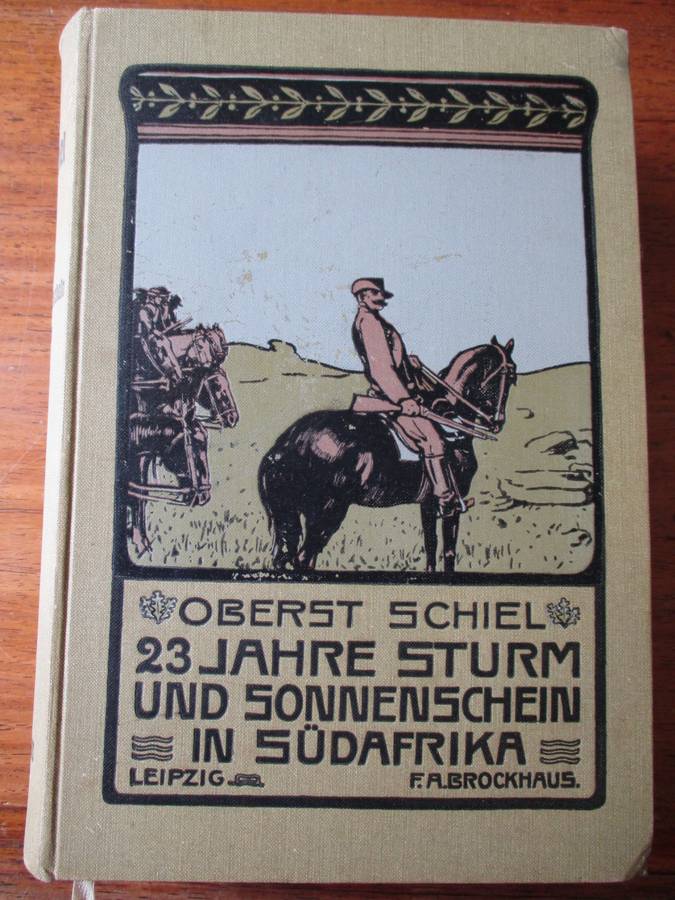 OBERST SCHIEL
23 JAHRE STURM
UND SONNENSCHEIN
IN SÜDAFRIKA
LEIPZIG F. A. BROCKHAUS.